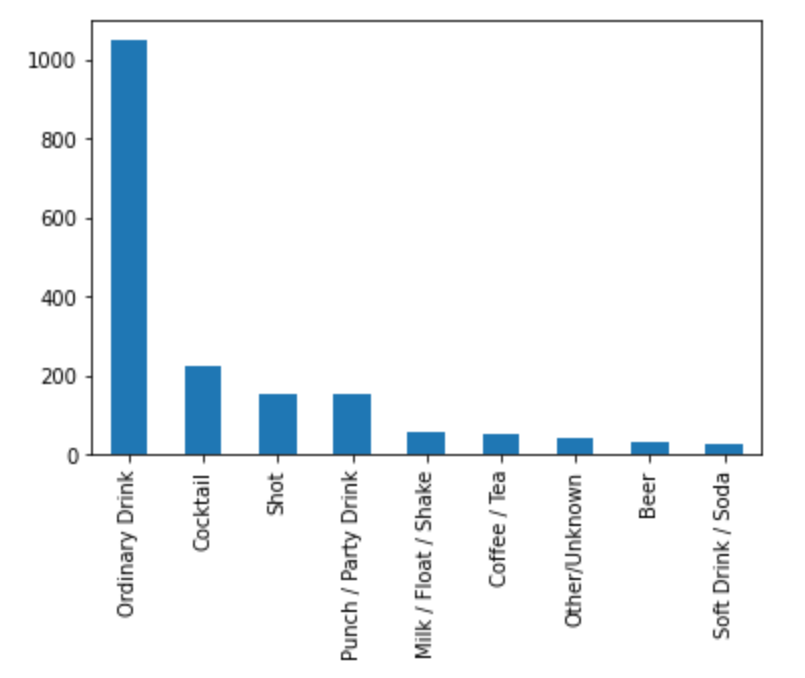 1000
800
600
400
200
0
Ordinary Drink
Cocktail
Shot
Punch / Party Drink
Milk / Float / Shake
Coffee / Tea
Other/Unknown
Beer
Soft Drink / Soda